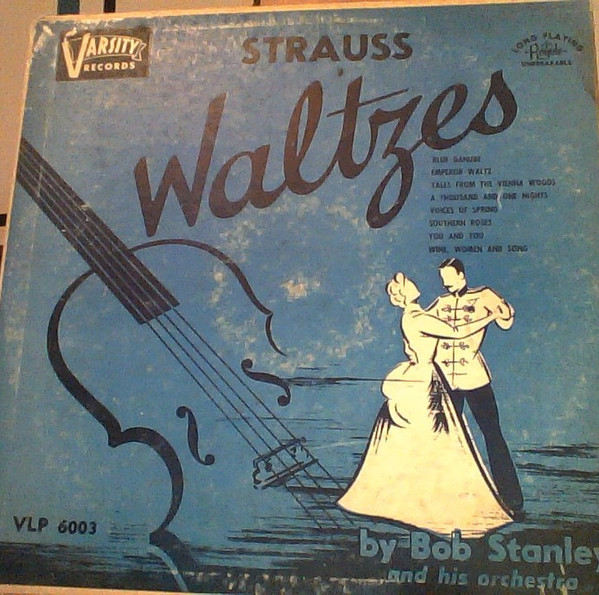 VARSITY
RECORDS
STRAUSS
LONG PLAYING
UNBREAKABLE
Waltzes
BLUE DANUBE
EMPEROR WALTZ
TALES FROM THE VIENNA WOODS
A THOUSAND AND ONE NIGHTS
VOICES OF SPRING
SOUTHERN ROSES
YOU AND YOU
WINE, WOMEN AND SONG
VLP 6003
by Bob Stanley
and his orchestra